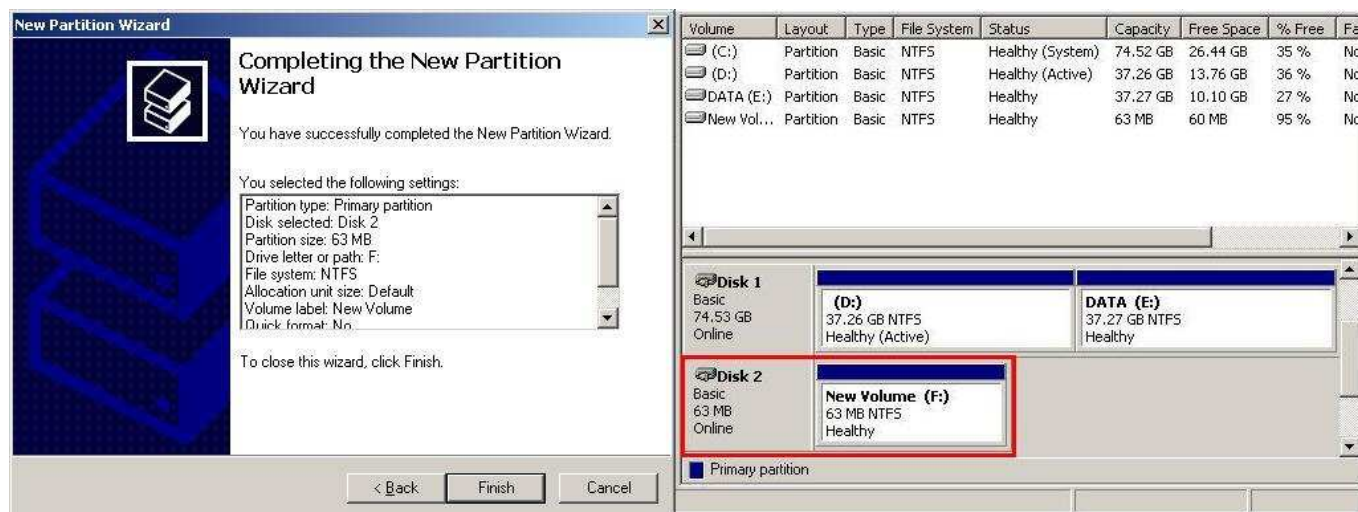 New Partition Wizard
Completing the New Partition
Wizard
You have successfully completed the New Partition Wizard.
You selected the following settings:
Partition type: Primary partition
Disk selected: Disk 2
Partition size: 63 MB
Drive letter or path: F:
File system: NTFS
Allocation unit size: Default
Volume label: New Volume
Quick format: No
To close this wizard, click Finish.
< Back Finish Cancel
Volume Layout Type File System Status Capacity Free Space % Free Fa
(C:) Partition Basic NTFS Healthy (System) 74.52 GB 26.44 GB 35 % No
(D:) Partition Basic NTFS Healthy (Active) 37.26 GB 13.76 GB 36 % No
DATA (E:) Partition Basic NTFS Healthy 37.27 GB 10.10 GB 27 % No
New Vol... Partition Basic NTFS Healthy 63 MB 60 MB 95 % No
Disk 1
Basic
74.53 GB
Online
(D:)
37.26 GB NTFS
Healthy (Active)
DATA (E:)
37.27 GB NTFS
Healthy
Disk 2
Basic
63 MB
Online
New Volume (F:)
63 MB NTFS
Healthy
Primary partition